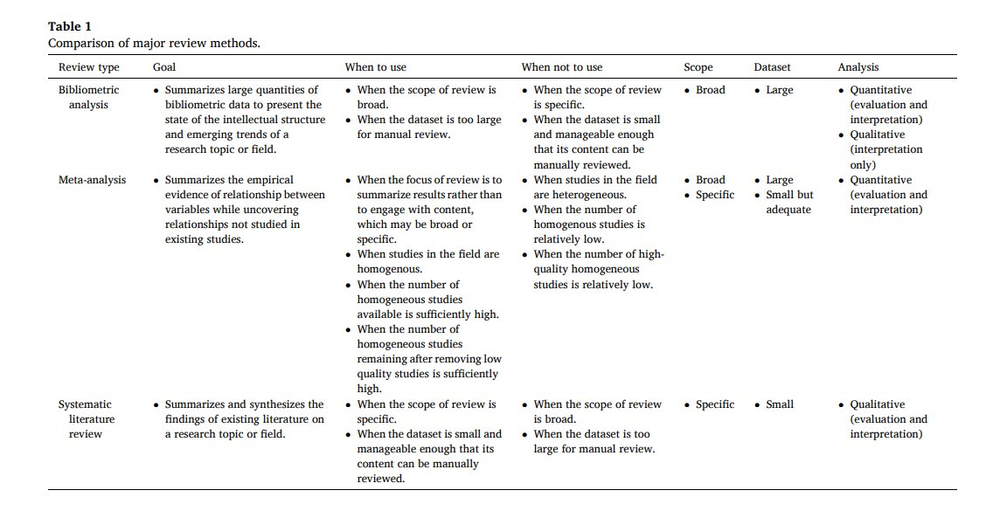 Table 1
Comparison of major review methods.
Review type
Goal
When to use
When not to use
Scope
Dataset
Analysis
Bibliometric
analysis
• Summarizes large quantities of
bibliometric data to present the
state of the intellectual structure
and emerging trends of a
research topic or field.
• When the scope of review is
broad.
• When the dataset is too large
for manual review.
• When the scope of review
is specific.
• When the dataset is small
and manageable enough
that its content can be
manually reviewed.
• Broad
• Large
• Quantitative
(evaluation and
interpretation)
• Qualitative
(interpretation
only)
Meta-analysis
• Summarizes the empirical
evidence of relationship between
variables while uncovering
relationships not studied in
existing studies.
• When the focus of review is to
summarize results rather than
to engage with content,
which may be broad or
specific.
• When studies in the field are
homogenous.
• When the number of
homogeneous studies
available is sufficiently high.
• When the number of
homogeneous studies
remaining after removing low
quality studies is sufficiently
high.
• When studies in the field
are heterogeneous.
• When the number of
homogenous studies is
relatively low.
• When the number of high-
quality homogeneous
studies is relatively low.
• Broad
• Specific
• Large
• Small but
adequate
• Quantitative
(evaluation and
interpretation)
Systematic
literature
review
• Summarizes and synthesizes the
findings of existing literature on
a research topic or field.
• When the scope of review is
specific.
• When the dataset is small and
manageable enough that its
content can be manually
reviewed.
• When the scope of review
is broad.
• When the dataset is too
large for manual review.
• Specific
• Small
• Qualitative
(evaluation and
interpretation)